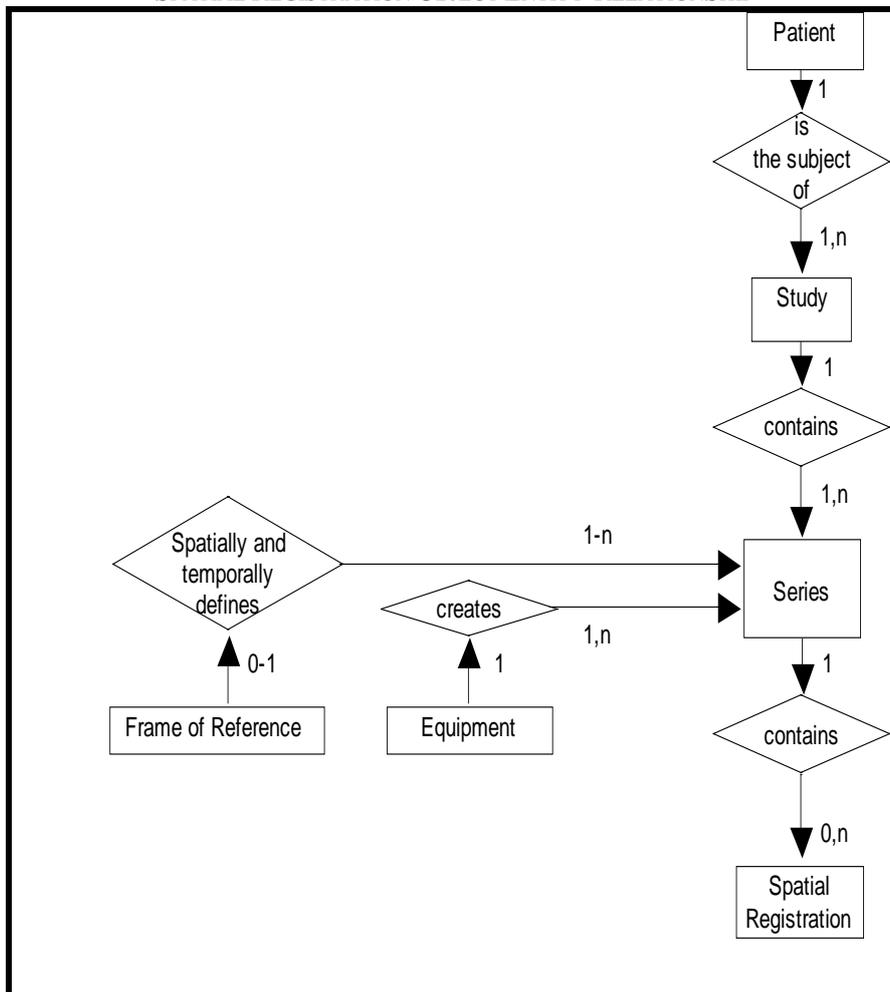 Patient
1
is
the subject
of
1,n
Study
1
contains
1,n
Spatially and
temporally
defines
1-n
creates
1,n
Series
0-1
1
1
Frame of Reference
Equipment
contains
0,n
Spatial
Registration